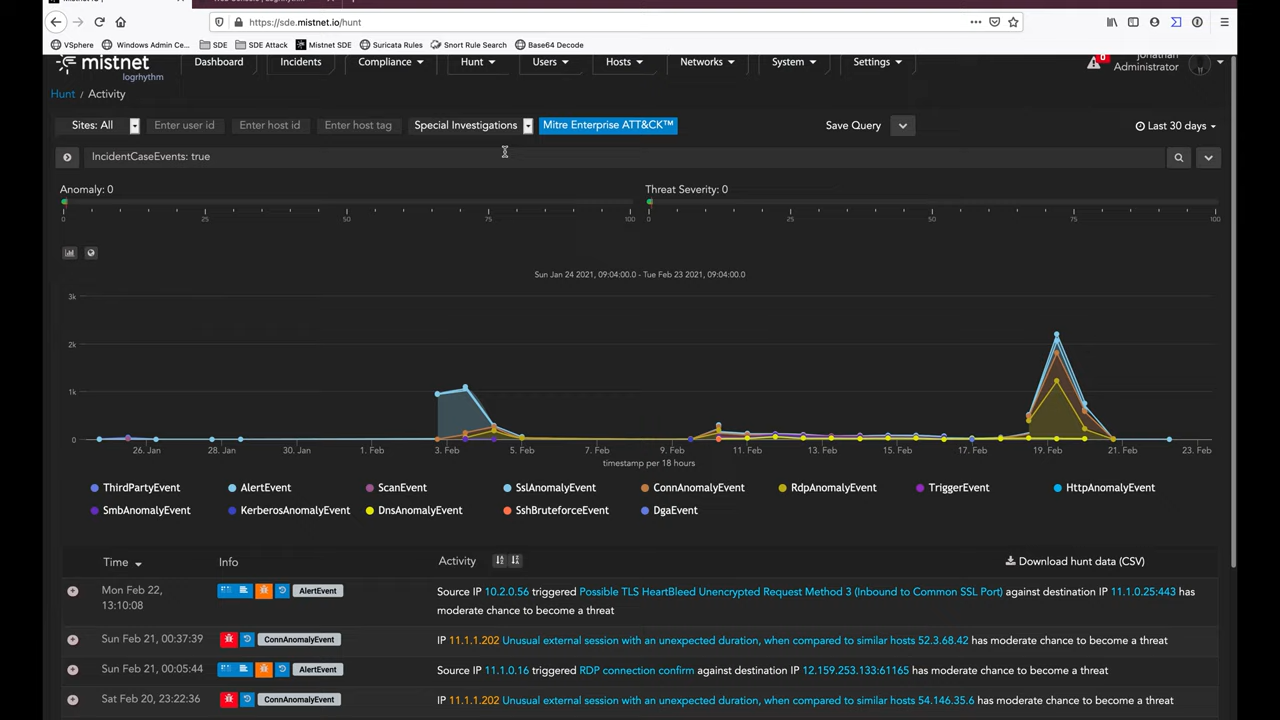 https://sde.mistnet.io/hunt
VSphere Windows Admin Ce... SDE SDE Attack Mistnet SDE Suricata Rules Snort Rule Search Base64 Decode
mistnet
logrhythm
Dashboard Incidents Compliance Hunt Users Hosts Networks System Settings
0
Administrator
Hunt / Activity
Sites: All Enter user id Enter host id Enter host tag Special Investigations Mitre Enterprise ATT&CK™ Save Query Last 30 days
IncidentCaseEvents: true
Anomaly: 0 Threat Severity: 0
0 25 50 75 100 0 25 50 75 100
Sun Jan 24 2021, 09:04:00.0 - Tue Feb 23 2021, 09:04:00.0
3k
2k
1k
0
26. Jan 28. Jan 30. Jan 1. Feb 3. Feb 5. Feb 7. Feb 9. Feb 11. Feb 13. Feb 15. Feb 17. Feb 19. Feb 21. Feb 23. Feb
timestamp per 18 hours
ThirdPartyEvent AlertEvent ScanEvent SslAnomalyEvent ConnAnomalyEvent RdpAnomalyEvent TriggerEvent HttpAnomalyEvent
SmbAnomalyEvent KerberosAnomalyEvent DnsAnomalyEvent SshBruteforceEvent DgaEvent
Time Info Activity Download hunt data (CSV)
Mon Feb 22, 13:10:08 AlertEvent Source IP 10.2.0.56 triggered Possible TLS HeartBleed Unencrypted Request Method 3 (Inbound to Common SSL Port) against destination IP 11.1.0.25:443 has
moderate chance to become a threat
Sun Feb 21, 00:37:39 ConnAnomalyEvent IP 11.1.1.202 Unusual external session with an unexpected duration, when compared to similar hosts 52.3.68.42 has moderate chance to become a threat
Sun Feb 21, 00:05:44 AlertEvent Source IP 11.1.0.16 triggered RDP connection confirm against destination IP 12.159.253.133:61165 has moderate chance to become a threat
Sat Feb 20, 23:22:36 ConnAnomalyEvent IP 11.1.1.202 Unusual external session with an unexpected duration, when compared to similar hosts 54.146.35.6 has moderate chance to become a threat